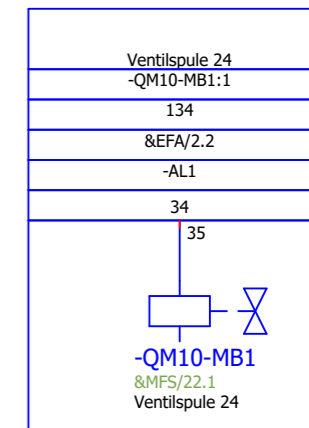 Ventilspule 24
-QM10-MB1:1
134
&EFA/2.2
-AL1
34
35
-QM10-MB1
&MFS/22.1
Ventilspule 24